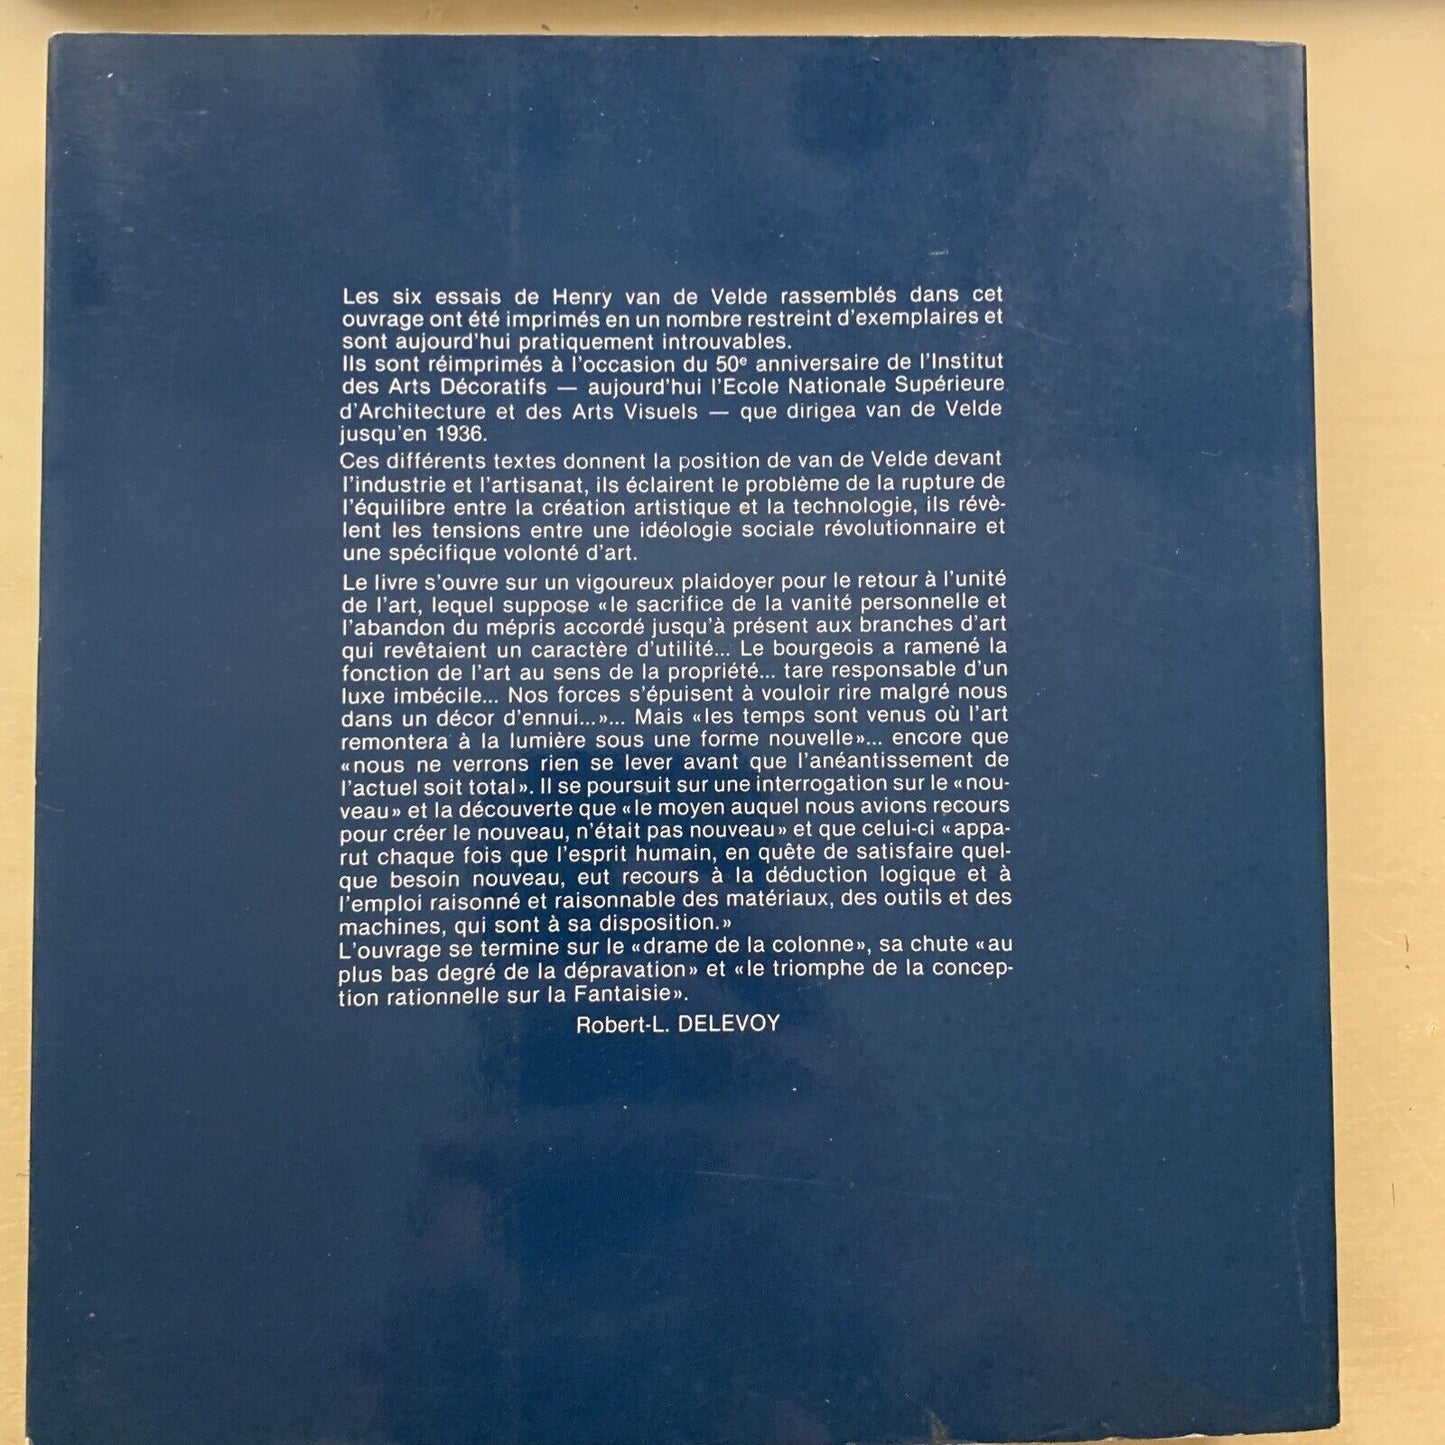 Les six essais de Henry van de Velde rassemblés dans cet
ouvrage ont été imprimés en un nombre restreint d'exemplaires et
sont aujourd'hui pratiquement introuvables.
Ils sont réimprimés à l'occasion du 50e anniversaire de l'Institut
des Arts Décoratifs — aujourd'hui l'Ecole Nationale Supérieure
d'Architecture et des Arts Visuels — que dirigea van de Velde
jusqu'en 1936.
Ces différents textes donnent la position de van de Velde devant
l'industrie et l'artisanat, ils éclairent le problème de la rupture de
l'équilibre entre la création artistique et la technologie, ils révè-
lent les tensions entre une idéologie sociale révolutionnaire et
une spécifique volonté d'art.
Le livre s'ouvre sur un vigoureux plaidoyer pour le retour à l'unité
de l'art, lequel suppose «le sacrifice de la vanité personnelle et
l'abandon du mépris accordé jusqu'à présent aux branches d'art
qui revêtaient un caractère d'utilité... Le bourgeois a ramené la
fonction de l'art au sens de la propriété... tare responsable d'un
luxe imbécile... Nos forces s'épuisent à vouloir rire malgré nous
dans un décor d'ennui...»... Mais «les temps sont venus où l'art
remontera à la lumière sous une forme nouvelle»... encore que
«nous ne verrons rien se lever avant que l'anéantissement de
l'actuel soit total». Il se poursuit sur une interrogation sur le «nou-
veau» et la découverte que «le moyen auquel nous avions recours
pour créer le nouveau, n'était pas nouveau» et que celui-ci «appa-
rut chaque fois que l'esprit humain, en quête de satisfaire quel-
que besoin nouveau, eut recours à la déduction logique et à
l'emploi raisonné et raisonnable des matériaux, des outils et des
machines, qui sont à sa disposition.»
L'ouvrage se termine sur le «drame de la colonne», sa chute «au
plus bas degré de la dépravation» et «le triomphe de la concep-
tion rationnelle sur la Fantaisie».
Robert-L. DELEVOY